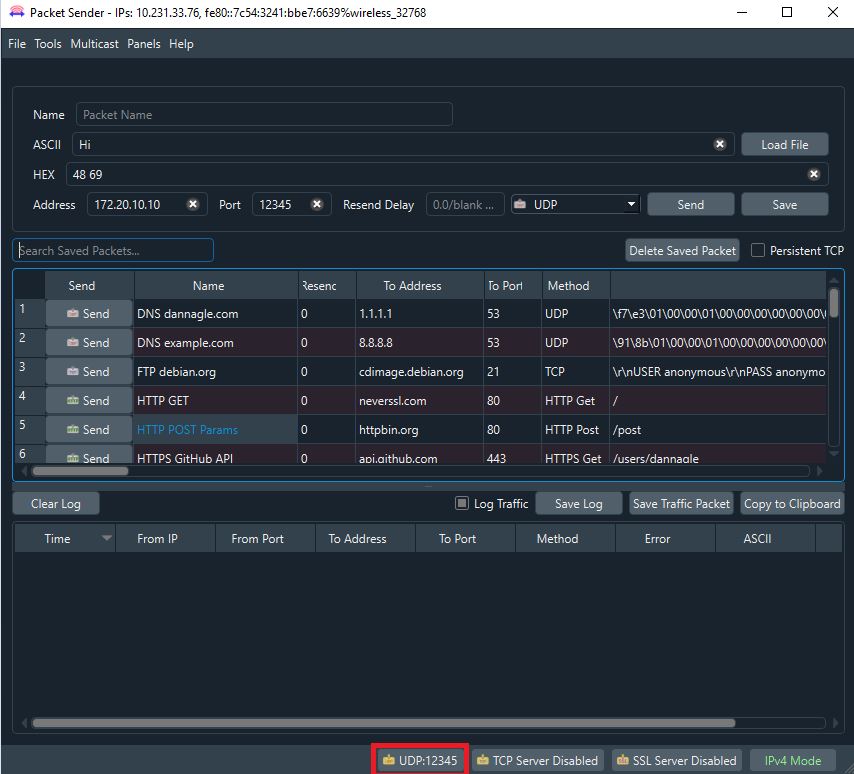 Packet Sender - IPs: 10.231.33.76, fe80::7c54:3241:bbe7:6639%wireless_32768
File Tools Multicast Panels Help
Name Packet Name
ASCII Hi Load File
HEX 48 69
Address 172.20.10.10 Port 12345 Resend Delay 0.0/blank ... UDP Send Save
Search Saved Packets... Delete Saved Packet Persistent TCP
Send Name Resend To Address To Port Method
1 Send DNS dannagle.com 0 1.1.1.1 53 UDP \f7\e3\01\00\00\01\00\00\00\00\00\00\0
2 Send DNS example.com 0 8.8.8.8 53 UDP \91\8b\01\00\00\01\00\00\00\00\00\00\
3 Send FTP debian.org 0 cdimage.debian.org 21 TCP \r\nUSER anonymous\r\nPASS anonymo
4 Send HTTP GET 0 neverssl.com 80 HTTP Get /
5 Send HTTP POST Params 0 httpbin.org 80 HTTP Post /post
6 Send HTTPS GitHub API 0 api.github.com 443 HTTPS Get /users/dannagle
Clear Log Log Traffic Save Log Save Traffic Packet Copy to Clipboard
Time From IP From Port To Address To Port Method Error ASCII
UDP:12345 TCP Server Disabled SSL Server Disabled IPv4 Mode